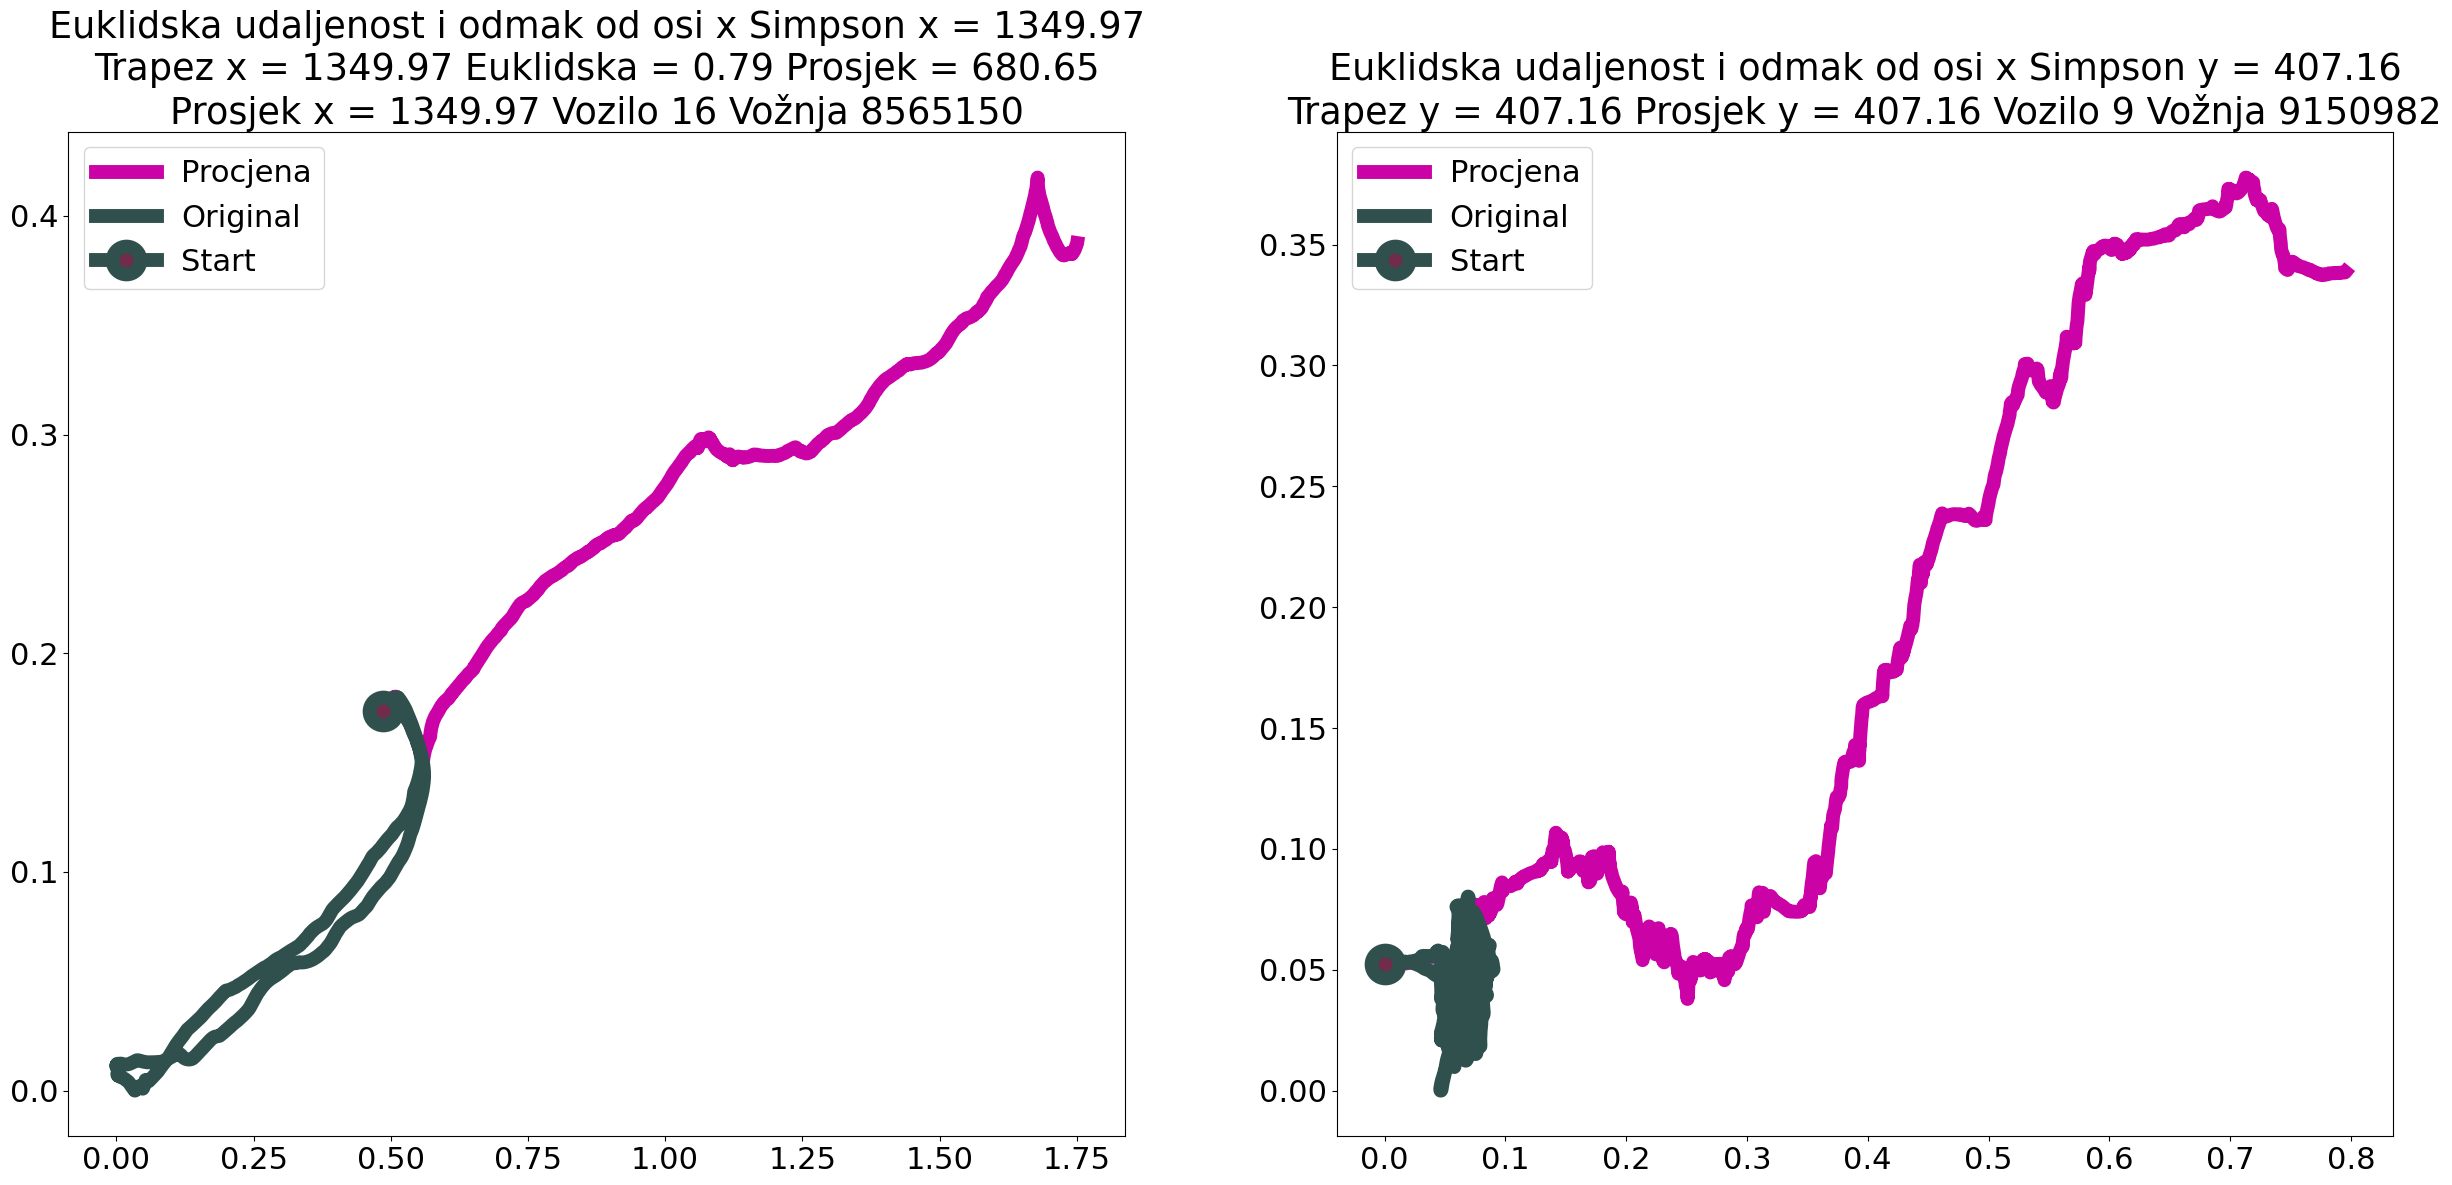 Euklidska udaljenost i odmak od osi x Simpson x = 1349.97
Trapez x = 1349.97 Euklidska = 0.79 Prosjek = 680.65
Prosjek x = 1349.97 Vozilo 16 Vožnja 8565150
Procjena
Original
Start
0.4
0.3
0.2
0.1
0.0
0.00 0.25 0.50 0.75 1.00 1.25 1.50 1.75
Euklidska udaljenost i odmak od osi x Simpson y = 407.16
Trapez y = 407.16 Prosjek y = 407.16 Vozilo 9 Vožnja 9150982
Procjena
Original
Start
0.35
0.30
0.25
0.20
0.15
0.10
0.05
0.00
0.0 0.1 0.2 0.3 0.4 0.5 0.6 0.7 0.8